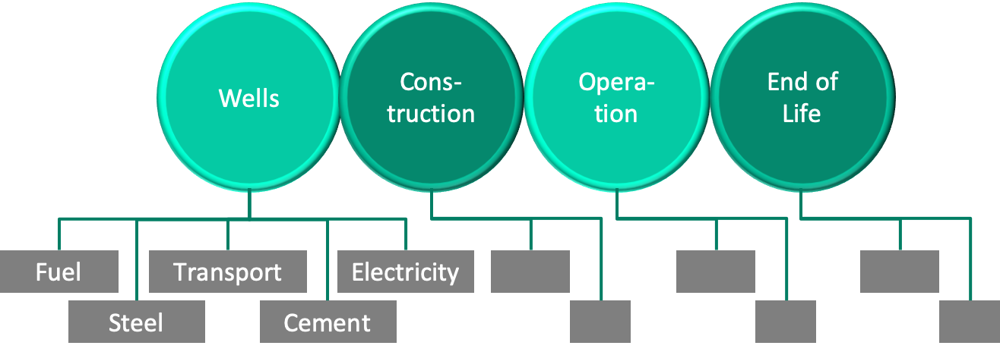 Wells
Cons-
truction
Opera-
tion
End of
Life
Fuel
Transport
Electricity
Steel
Cement